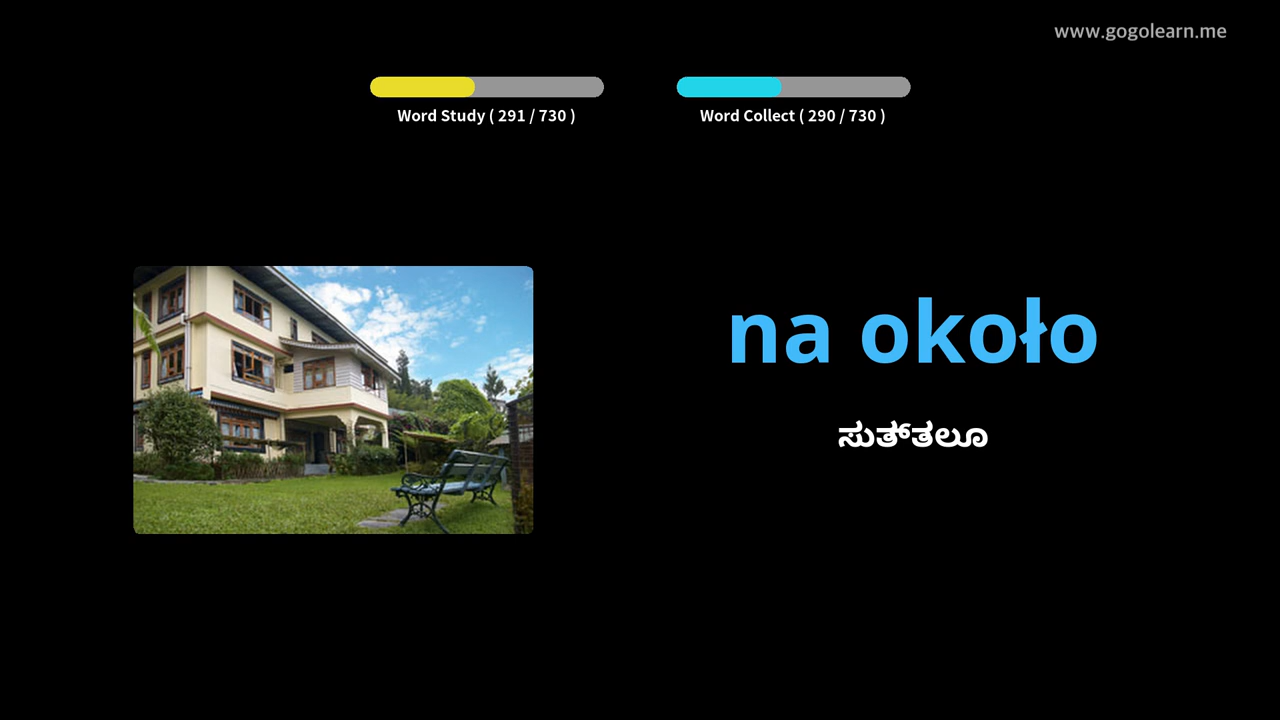 www.gogolearn.me
Word Study ( 291 / 730 )
Word Collect ( 290 / 730 )
na około
ಸುತ್ತಲೂ